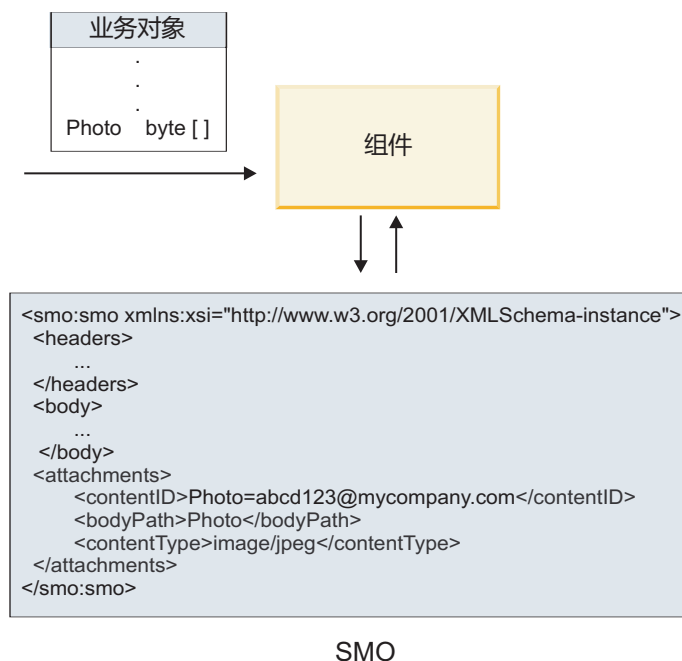 业务对象
.
.
.
Photo byte [ ]
组件
<smo:smo xmlns:xsi="http://www.w3.org/2001/XMLSchema-instance">
<headers>
...
</headers>
<body>
...
</body>
<attachments>
<contentID>Photo=abcd123@mycompany.com</contentID>
<bodyPath>Photo</bodyPath>
<contentType>image/jpeg</contentType>
</attachments>
</smo:smo>
SMO